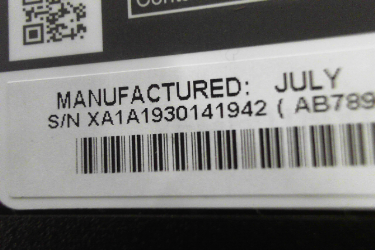 MANUFACTURED: JULY
S/N XA1A1930141942 ( AB789